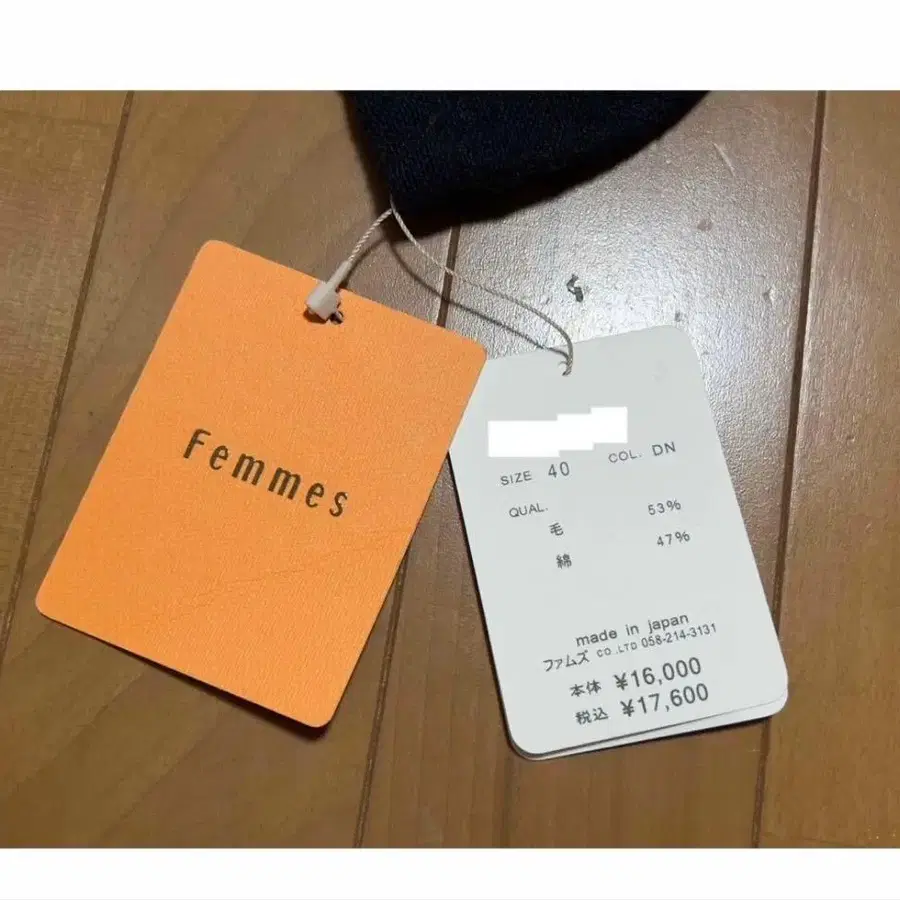 Femmes
SIZE 40 COL. DN
QUAL.
毛 53%
綿 47%
made in japan
ファムズ CO.,LTD 058-214-3131
本体 ¥16,000
税込 ¥17,600